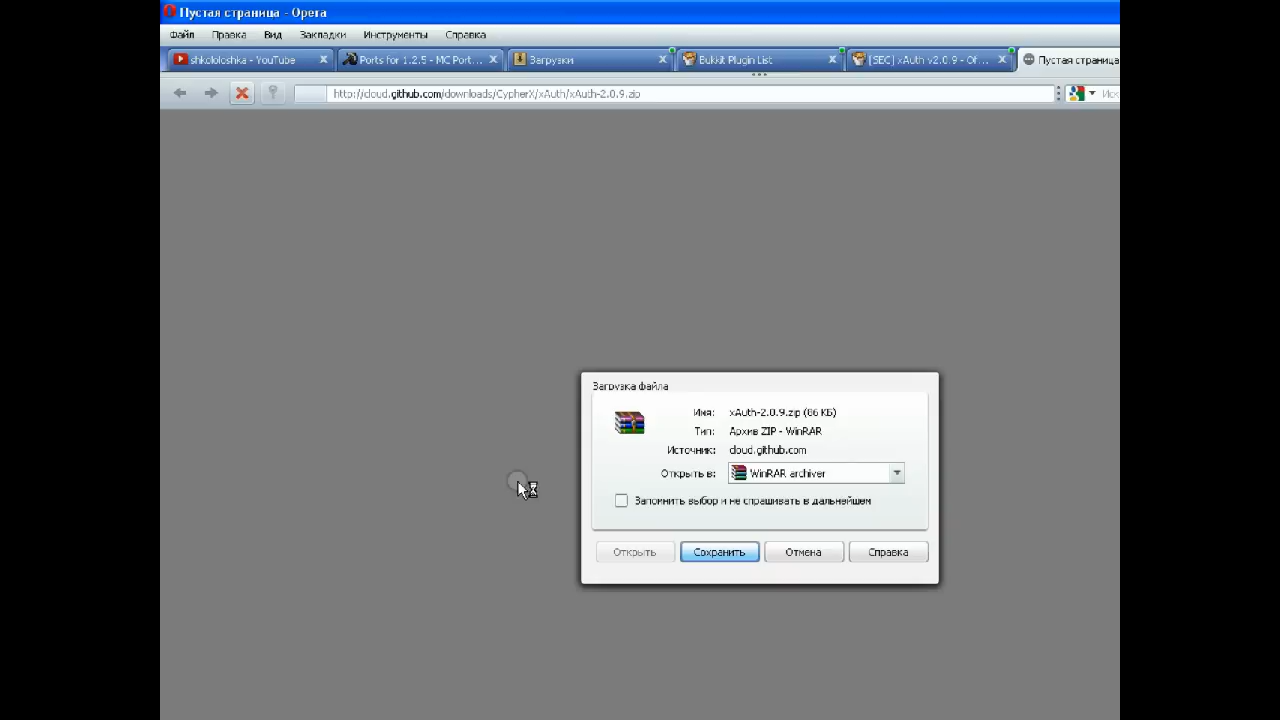 Пустая страница - Opera
Файл Правка Вид Закладки Инструменты Справка
shkololoshka - YouTube Ports for 1.2.5 - MC Port... Загрузки Bukkit Plugin List [SEC] xAuth v2.0.9 - Of... Пустая страница
http://cloud.github.com/downloads/CypherX/xAuth/xAuth-2.0.9.zip Иск
Загрузка файла
Имя: xAuth-2.0.9.zip (86 КБ)
Тип: Архив ZIP - WinRAR
Источник: cloud.github.com
Открыть в: WinRAR archiver
Запомнить выбор и не спрашивать в дальнейшем
Открыть Сохранить Отмена Справка